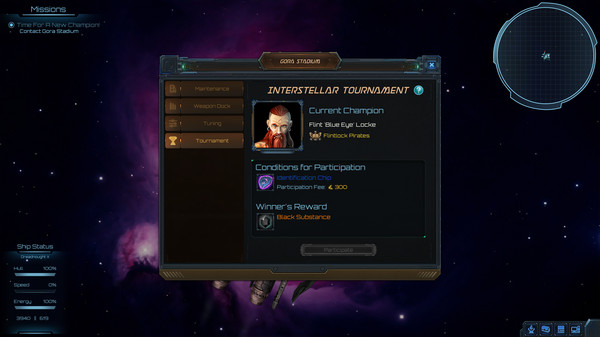 Missions
Time For A New Champion!
Contact Gora Stadium
GORA STADIUM
Maintenance
Weapon Dock
Tuning
Tournament
INTERSTELLAR TOURNAMENT
?
Current Champion
Flint 'Blue Eye' Locke
Flintlock Pirates
Conditions for Participation
Identification Chip
Participation Fee: 300
Winner's Reward
Black Substance
Participate
Ship Status
Hull 100%
Speed 0%
Energy 100%